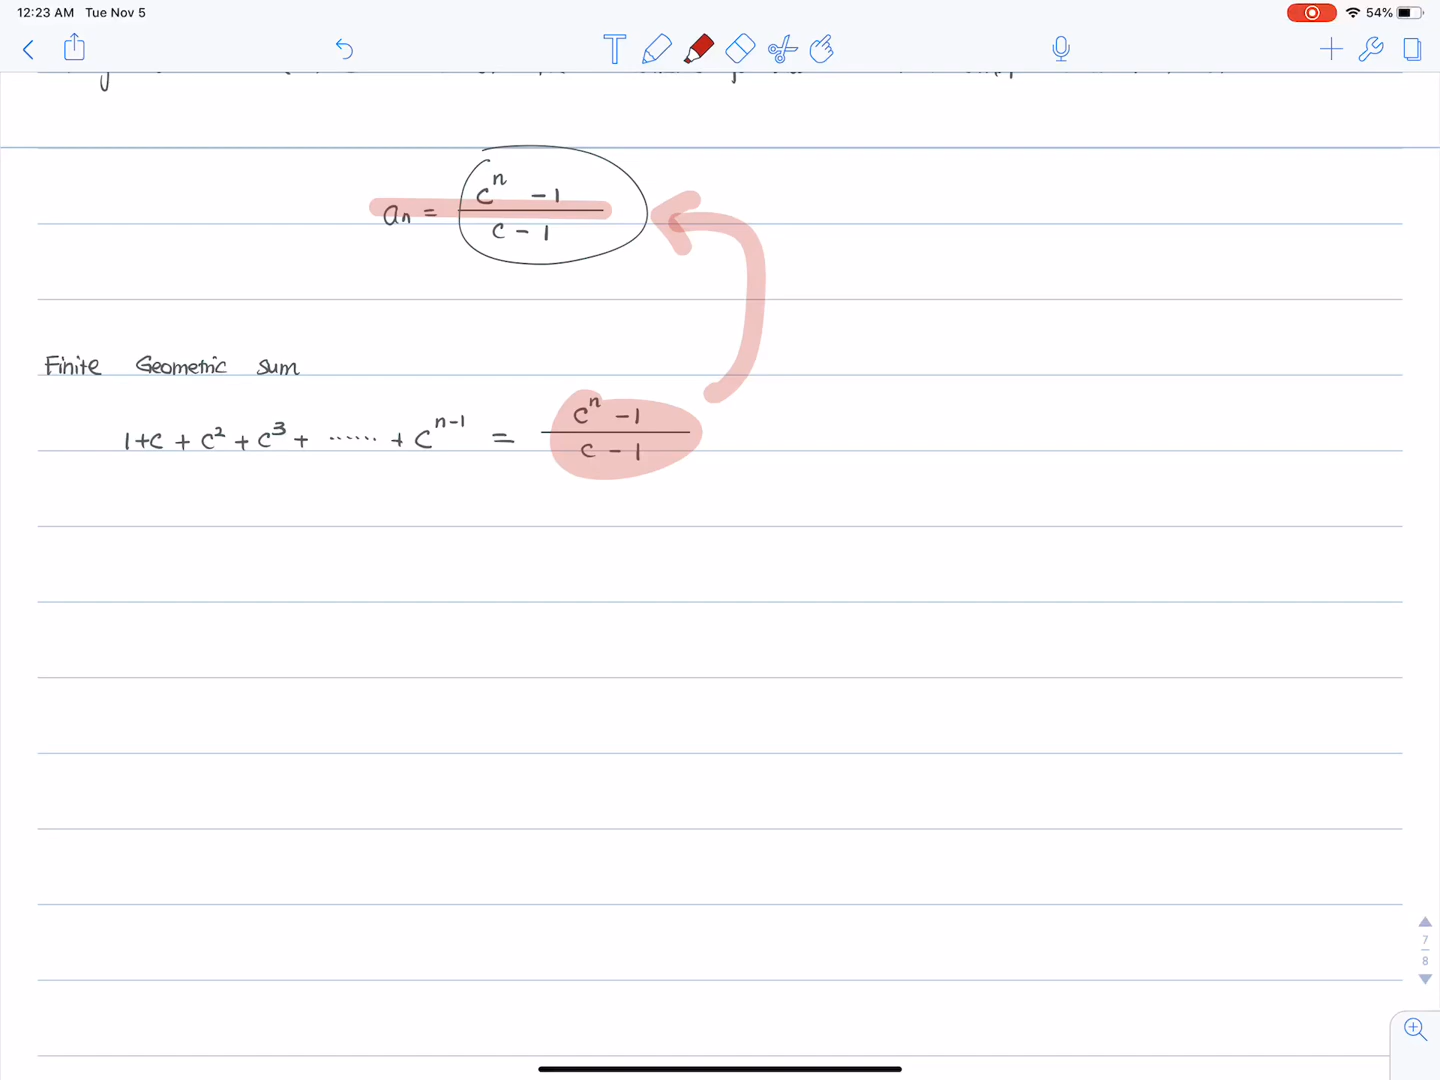 12:23 AM Tue Nov 5 54%
aₙ = (cⁿ - 1)/(c - 1)
Finite Geometric sum
1+c + c² + c³ + ...... + cⁿ⁻¹ = (cⁿ - 1)/(c - 1)
7
8